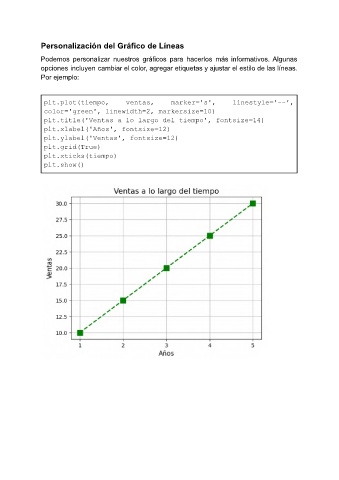 Personalización del Gráfico de Líneas
Podemos personalizar nuestros gráficos para hacerlos más informativos. Algunas
opciones incluyen cambiar el color, agregar etiquetas y ajustar el estilo de las líneas.
Por ejemplo:
plt.plot(tiempo, ventas, marker='s', linestyle='--',
color='green', linewidth=2, markersize=10)
plt.title('Ventas a lo largo del tiempo', fontsize=14)
plt.xlabel('Años', fontsize=12)
plt.ylabel('Ventas', fontsize=12)
plt.grid(True)
plt.xticks(tiempo)
plt.show()
Ventas a lo largo del tiempo
30.0
27.5
25.0
22.5
20.0
17.5
15.0
12.5
10.0
Ventas
1 2 3 4 5
Años